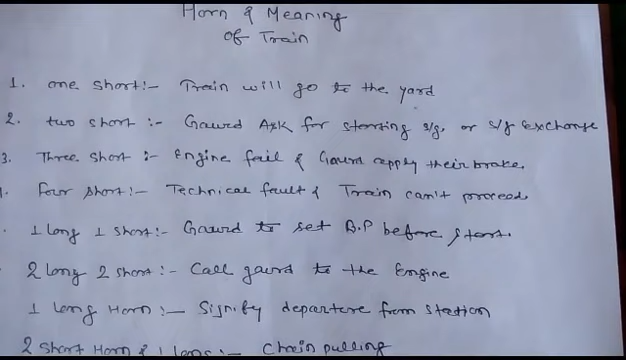 Horn & Meaning
of Train
1. one short:- Train will go to the yard
2. two short :- Gaurd Ask for starting s/g. or s/g Exchange
3. Three short :- Engine fail & Gaurd apply their brake.
Four short:- Technical fault & Train can't proceed
1 long 1 short:- Gaurd to set B.P before start.
2 long 2 short:- Call gaurd to the Engine
1 Long Horn:- Signify departure from station
2 short Horn & 1 long:- Chain pulling